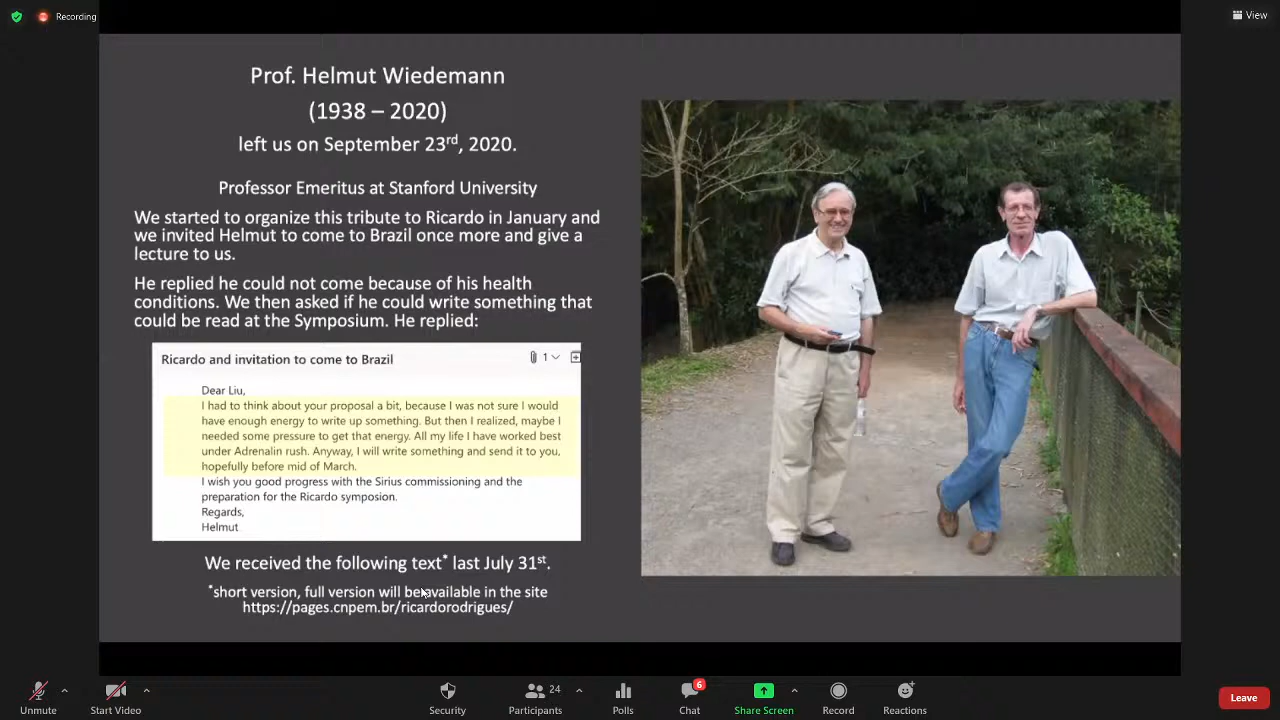 Recording
View
Prof. Helmut Wiedemann
(1938 – 2020)
left us on September 23rd, 2020.
Professor Emeritus at Stanford University
We started to organize this tribute to Ricardo in January and
we invited Helmut to come to Brazil once more and give a
lecture to us.
He replied he could not come because of his health
conditions. We then asked if he could write something that
could be read at the Symposium. He replied:
Ricardo and invitation to come to Brazil
1
Dear Liu,
I had to think about your proposal a bit, because I was not sure I would
have enough energy to write up something. But then I realized, maybe I
needed some pressure to get that energy. All my life I have worked best
under Adrenalin rush. Anyway, I will write something and send it to you,
hopefully before mid of March.
I wish you good progress with the Sirius commissioning and the
preparation for the Ricardo symposium.
Regards,
Helmut
We received the following text* last July 31st.
*short version, full version will be available in the site
https://pages.cnpem.br/ricardorodrigues/
Unmute
Start Video
Security
24
Participants
Polls
6
Chat
Share Screen
Record
Reactions
Leave